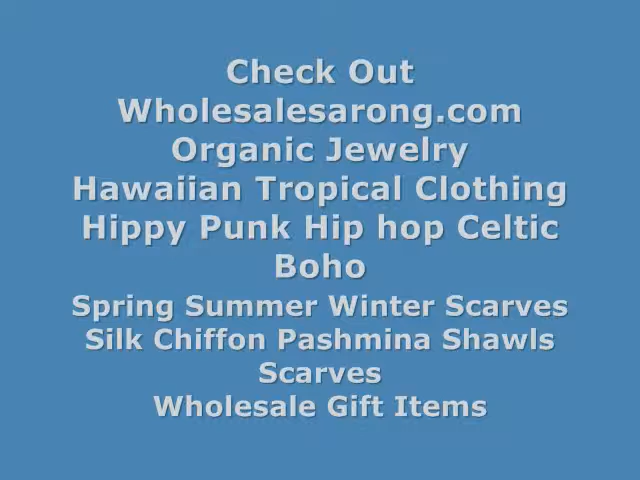 Check Out
Wholesalesarong.com
Organic Jewelry
Hawaiian Tropical Clothing
Hippy Punk Hip hop Celtic
Boho
Spring Summer Winter Scarves
Silk Chiffon Pashmina Shawls
Scarves
Wholesale Gift Items